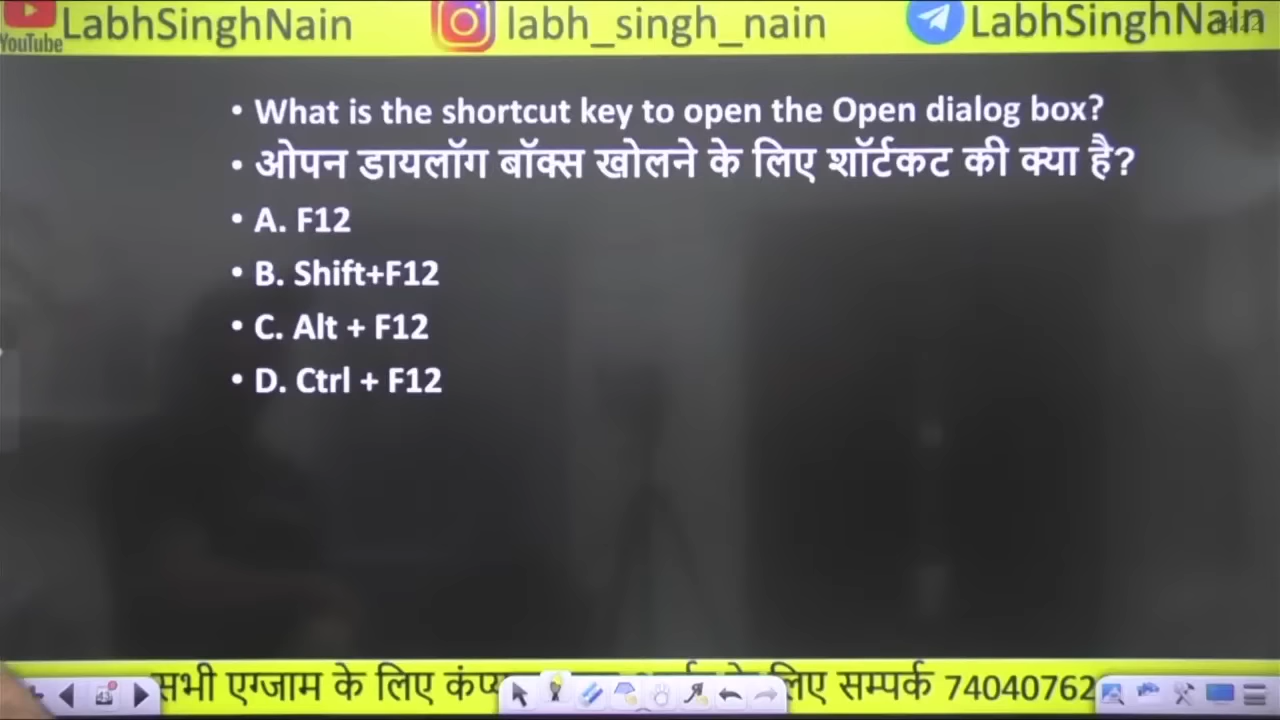 YouTube LabhSinghNain labh_singh_nain LabhSinghNain
• What is the shortcut key to open the Open dialog box?
• ओपन डायलॉग बॉक्स खोलने के लिए शॉर्टकट की क्या है?
• A. F12
• B. Shift+F12
• C. Alt + F12
• D. Ctrl + F12
सभी एग्जाम के लिए लिए सम्पर्क 74040762